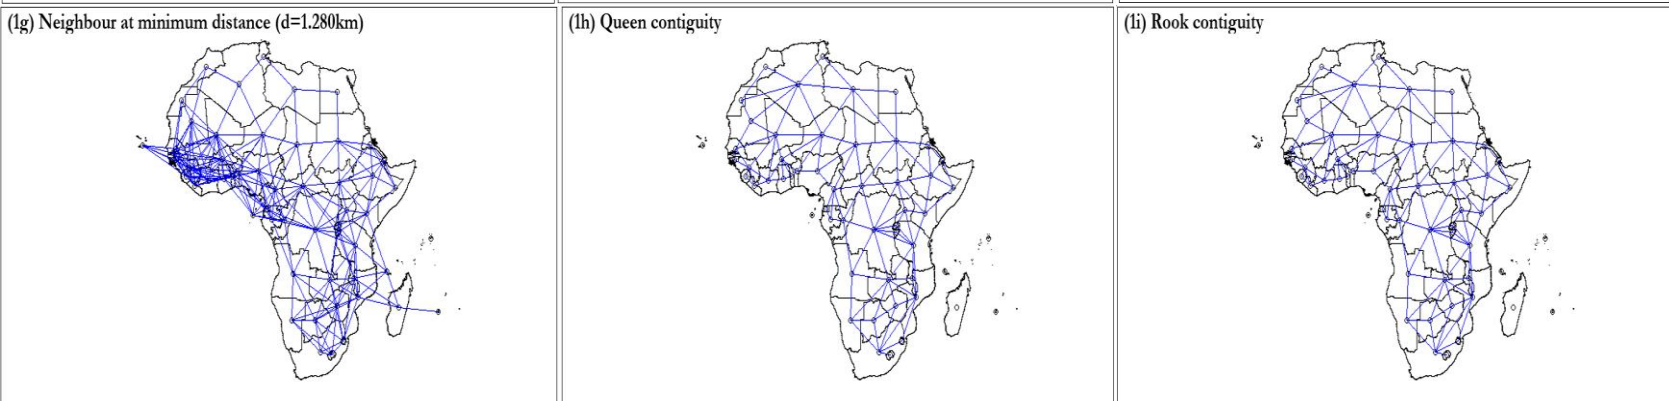 (1g) Neighbour at minimum distance (d=1.280km)
(1h) Queen contiguity
(1i) Rook contiguity